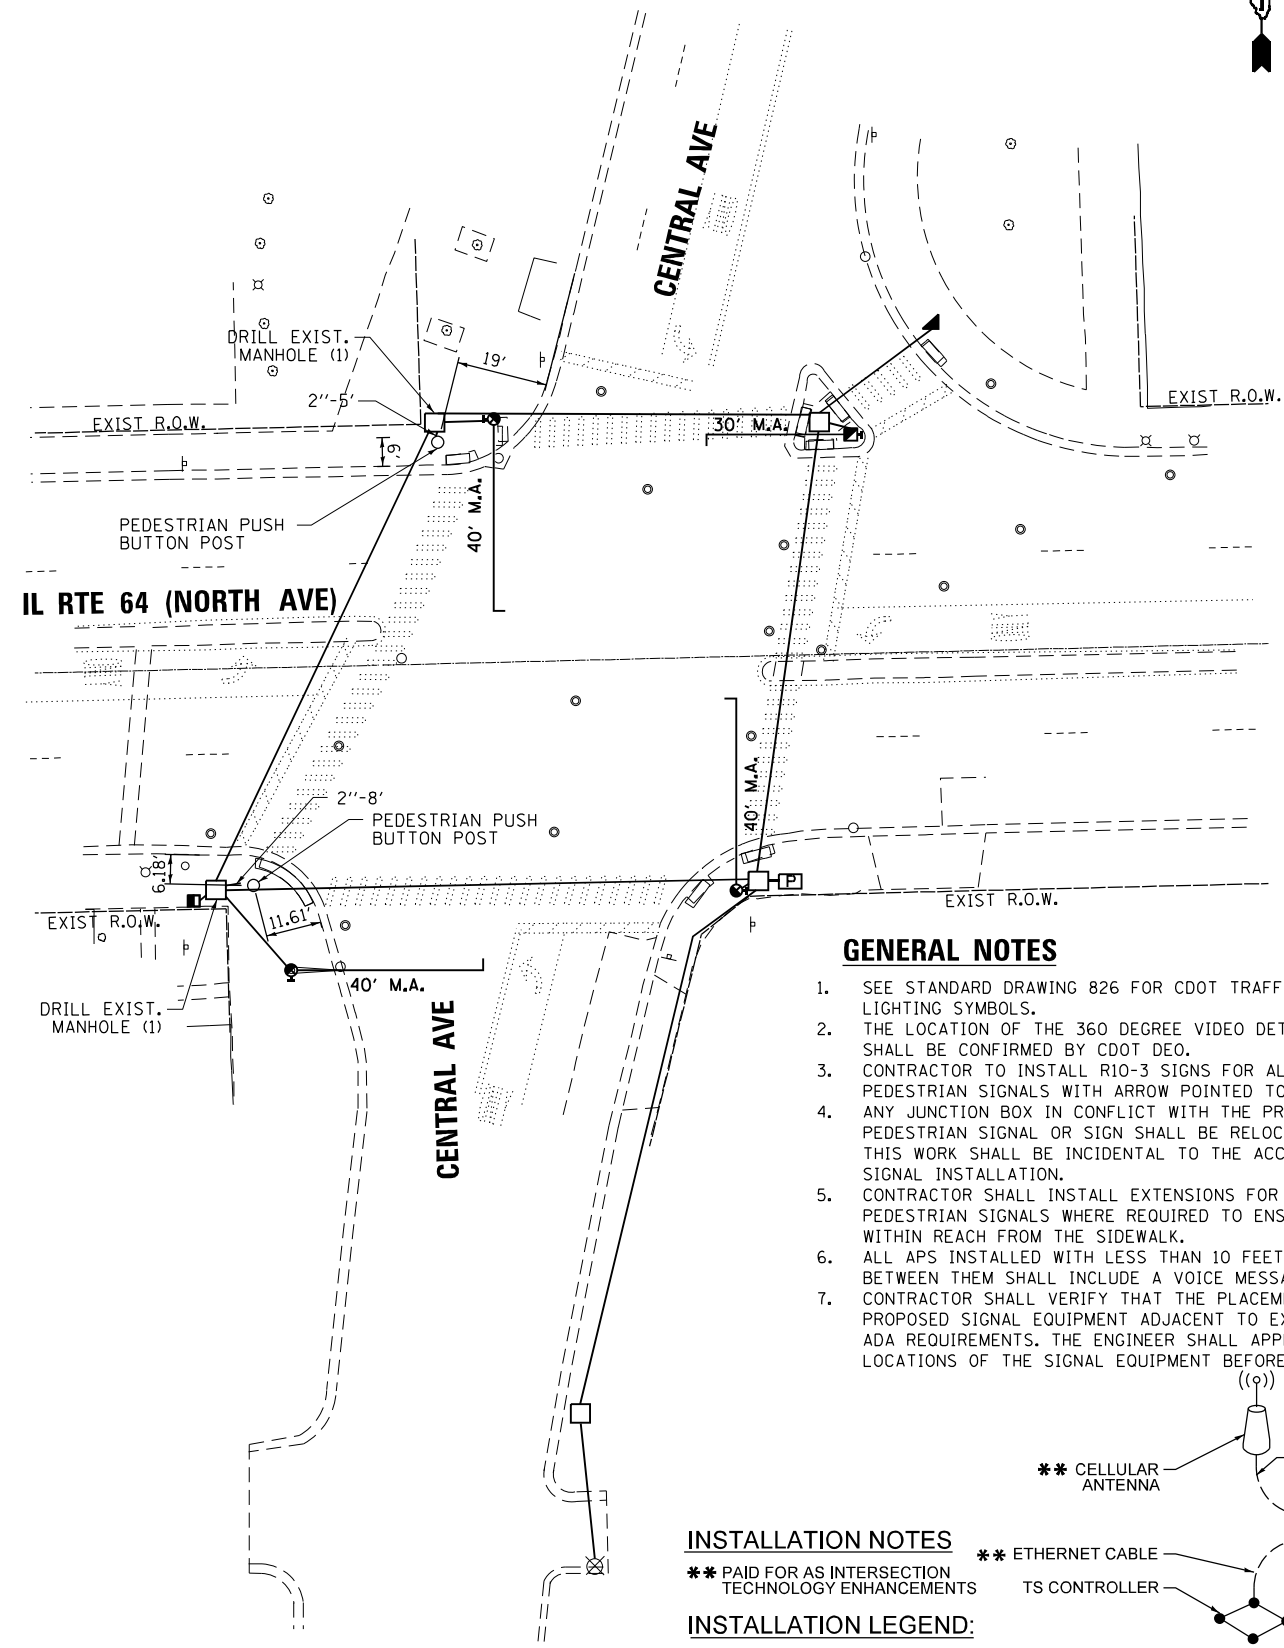 CENTRAL AVE
DRILL EXIST.
MANHOLE (1)
19'
2''-5'
EXIST R.O.W.
EXIST R.O.W.
30' M.A.
6'
40' M.A.
PEDESTRIAN PUSH
BUTTON POST
IL RTE 64 (NORTH AVE)
2''-8'
PEDESTRIAN PUSH
BUTTON POST
40' M.A.
6.18'
P
EXIST R.O.W.
11.61'
EXIST R.O.W.
40' M.A.
DRILL EXIST.
MANHOLE (1)
CENTRAL AVE
GENERAL NOTES
1. SEE STANDARD DRAWING 826 FOR CDOT TRAFF
LIGHTING SYMBOLS.
2. THE LOCATION OF THE 360 DEGREE VIDEO DET
SHALL BE CONFIRMED BY CDOT DEO.
3. CONTRACTOR TO INSTALL R10-3 SIGNS FOR AL
PEDESTRIAN SIGNALS WITH ARROW POINTED TO
4. ANY JUNCTION BOX IN CONFLICT WITH THE PR
PEDESTRIAN SIGNAL OR SIGN SHALL BE RELOC
THIS WORK SHALL BE INCIDENTAL TO THE ACC
SIGNAL INSTALLATION.
5. CONTRACTOR SHALL INSTALL EXTENSIONS FOR
PEDESTRIAN SIGNALS WHERE REQUIRED TO ENS
WITHIN REACH FROM THE SIDEWALK.
6. ALL APS INSTALLED WITH LESS THAN 10 FEET
BETWEEN THEM SHALL INCLUDE A VOICE MESSA
7. CONTRACTOR SHALL VERIFY THAT THE PLACEM
PROPOSED SIGNAL EQUIPMENT ADJACENT TO EX
ADA REQUIREMENTS. THE ENGINEER SHALL APP
LOCATIONS OF THE SIGNAL EQUIPMENT BEFORE
** CELLULAR
ANTENNA
INSTALLATION NOTES
** PAID FOR AS INTERSECTION
TECHNOLOGY ENHANCEMENTS
** ETHERNET CABLE
TS CONTROLLER
INSTALLATION LEGEND: